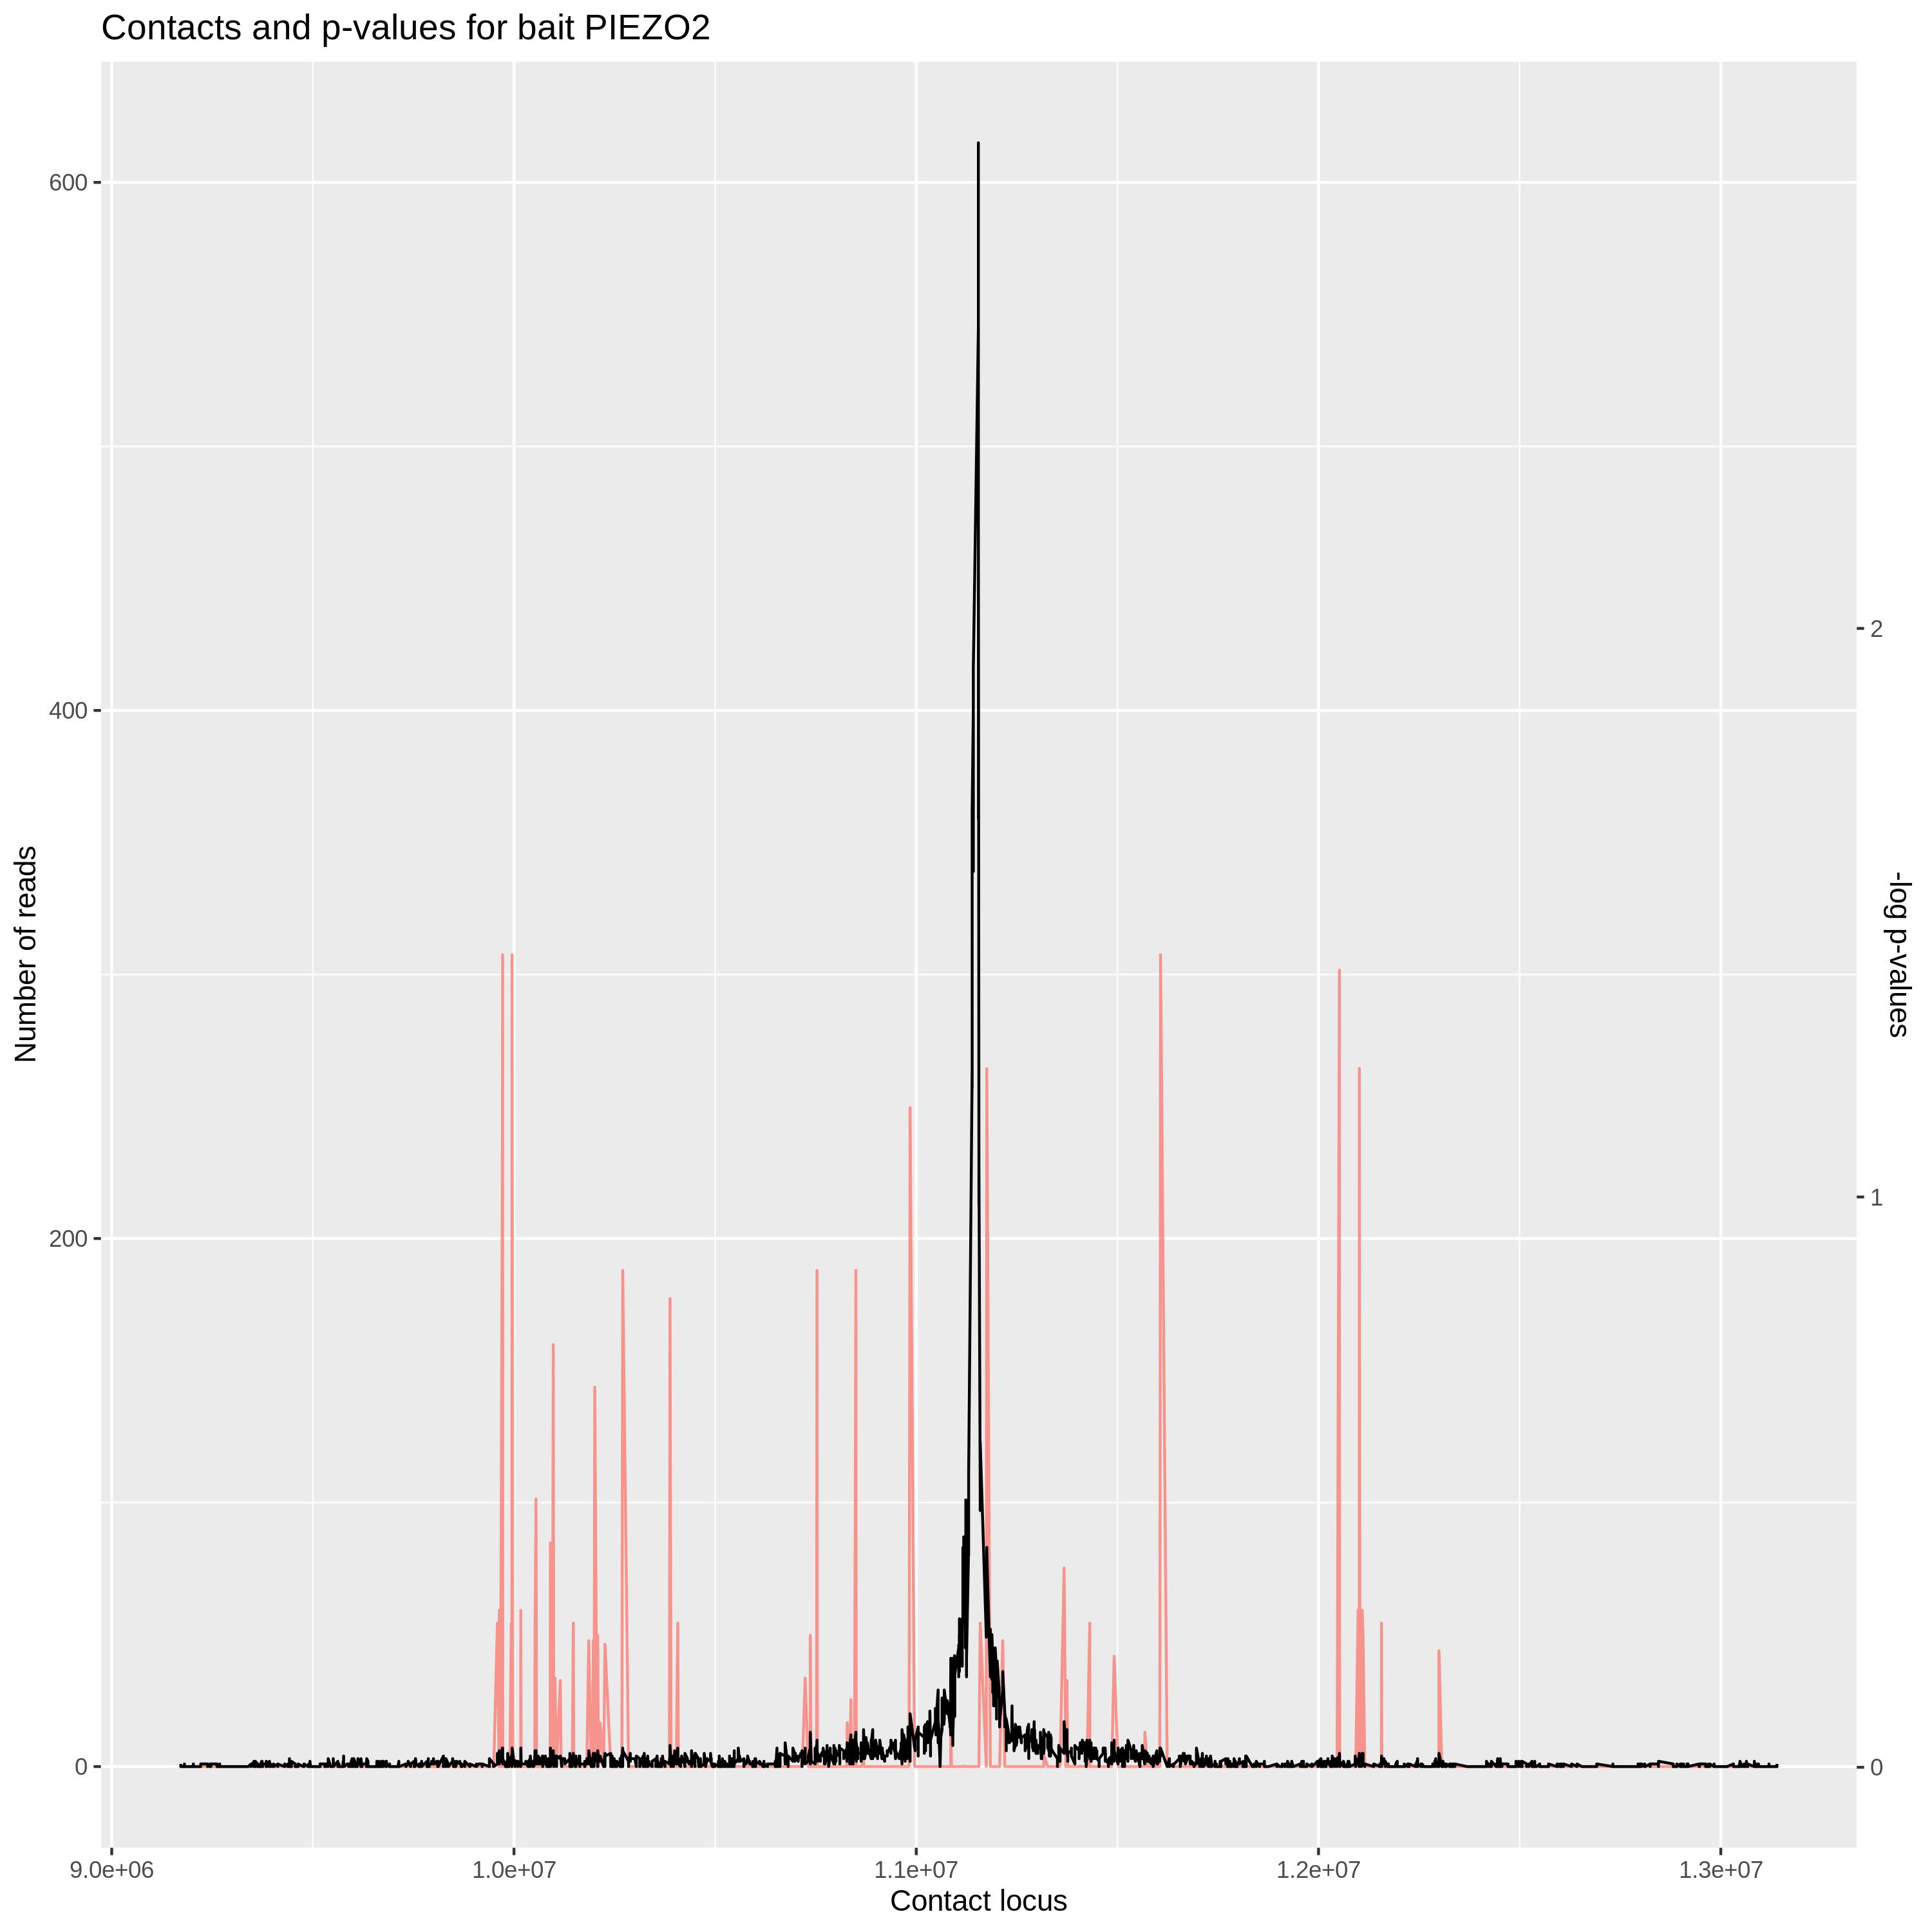 Contacts and p-values for bait PIEZO2
600
400
200
0
Number of reads
2
1
0
-log p-values
9.0e+06
1.0e+07
1.1e+07
1.2e+07
1.3e+07
Contact locus